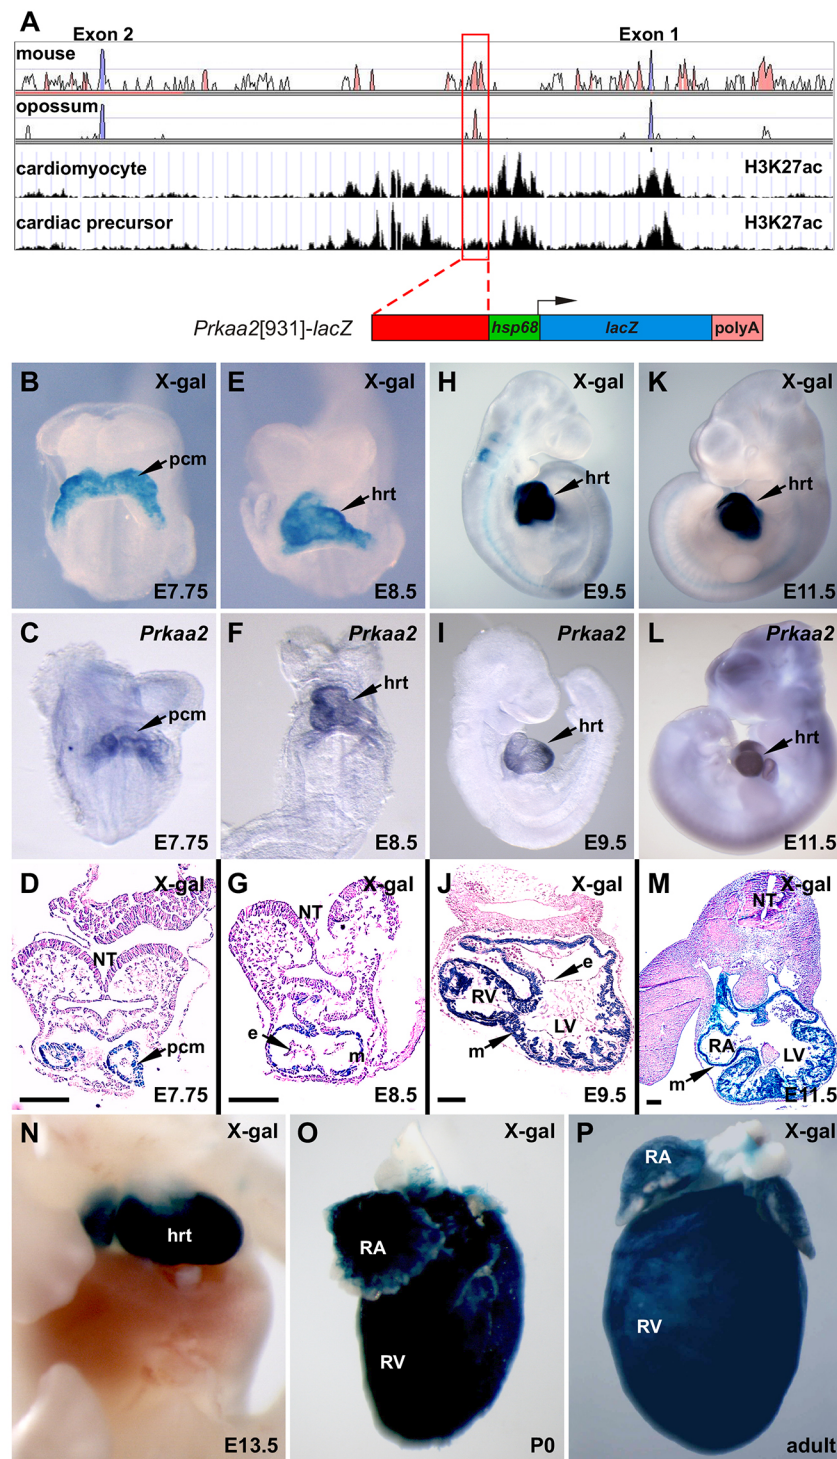 A
Exon 2 Exon 1
mouse
opossum
cardiomyocyte H3K27ac
cardiac precursor H3K27ac
Prkaa2[931]-lacZ hsp68 lacZ polyA
B X-gal
pcm
E7.75
E X-gal
hrt
E8.5
H X-gal
hrt
E9.5
K X-gal
hrt
E11.5
C Prkaa2
pcm
E7.75
F Prkaa2
hrt
E8.5
I Prkaa2
hrt
E9.5
L Prkaa2
hrt
E11.5
D X-gal
NT
pcm
E7.75
G X-gal
NT
e
m
E8.5
J X-gal
e
RV
LV
m
E9.5
M X-gal
NT
RA
LV
m
E11.5
N X-gal
hrt
E13.5
O X-gal
RA
RV
P0
P X-gal
RA
RV
adult